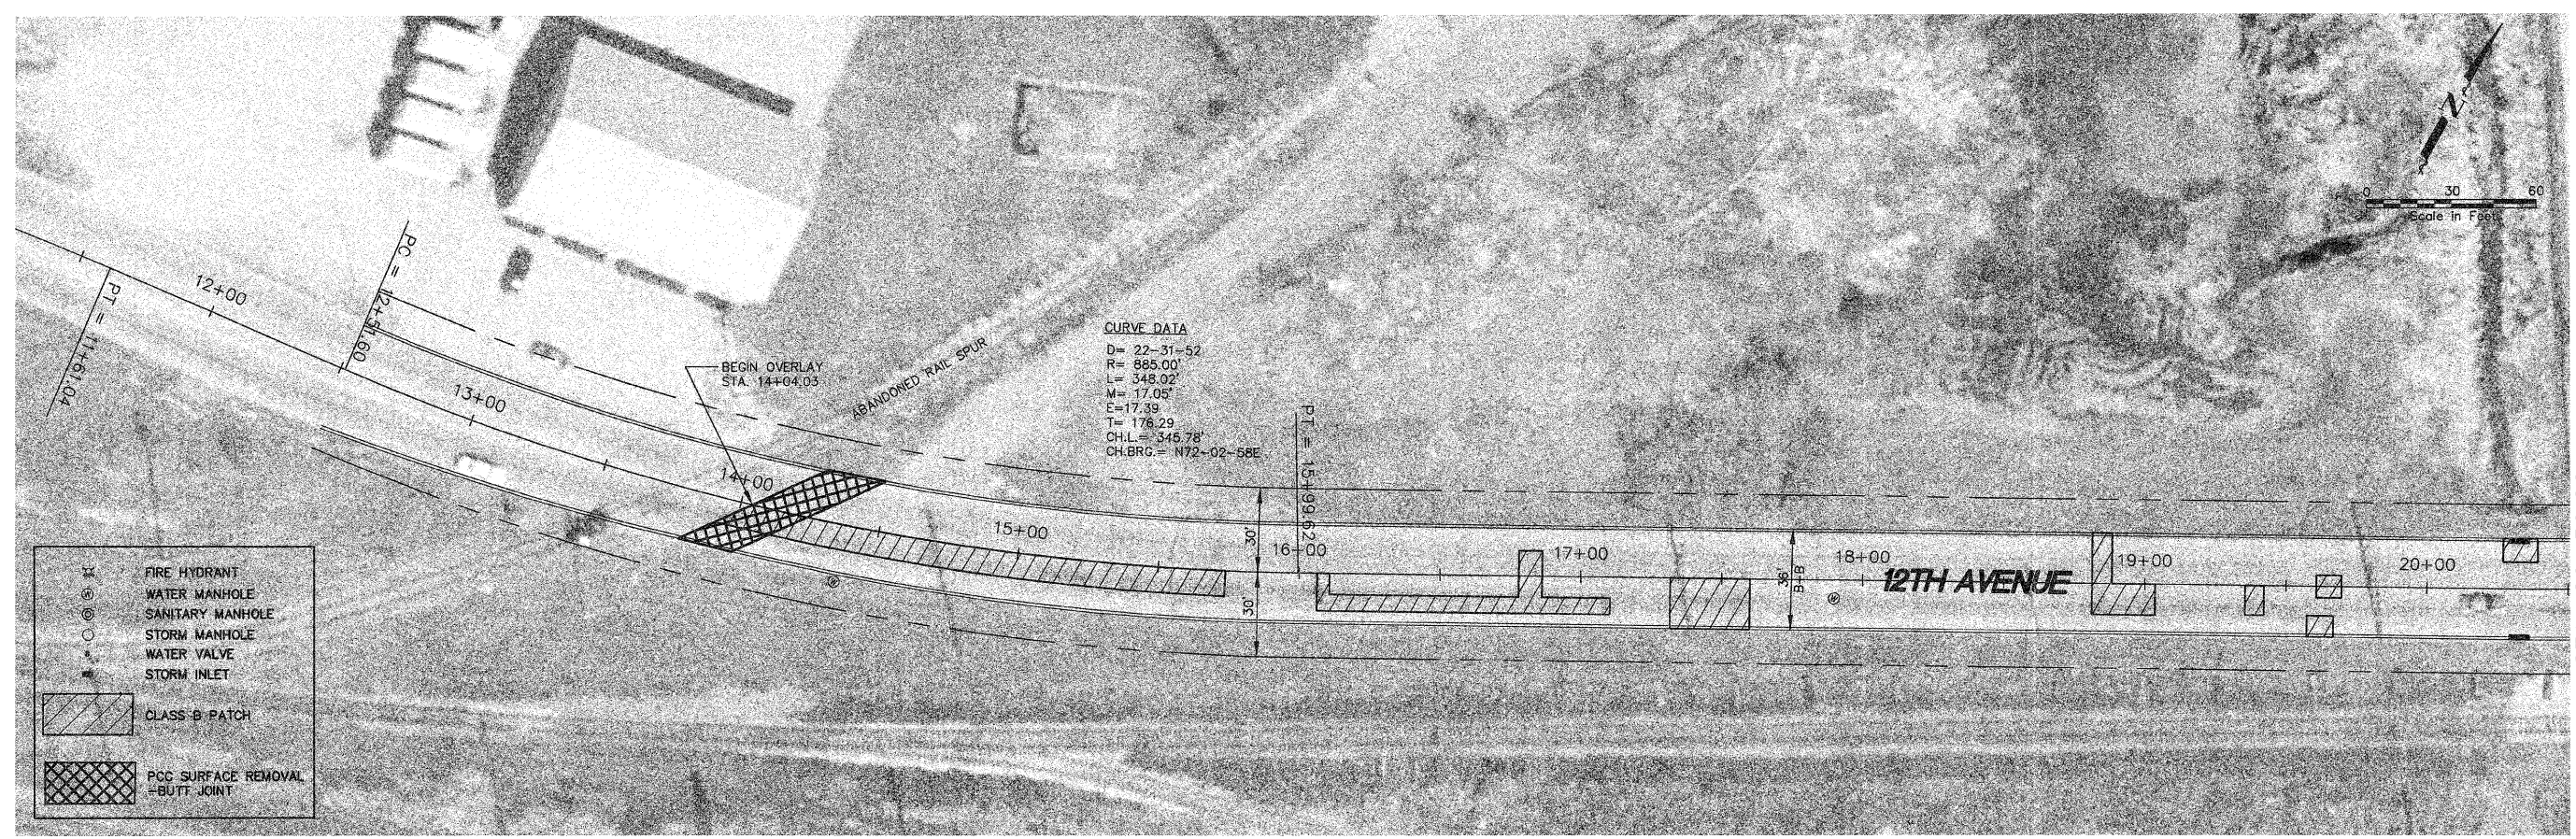 N
0 30 60
Scale in Feet
12+00
PC = 12+51.60
PT = 11+61.04
13+00
BEGIN OVERLAY
STA. 14+04.03
ABANDONED RAIL SPUR
CURVE DATA
D= 22-31-52
R= 885.00'
L= 348.02'
M= 17.05'
E=17.39
T= 176.29
CH.L.= 345.78'
CH.BRG.= N72-02-58E
PT = 15+99.62
14+00
15+00
30'
30'
16+00
17+00
36'
B-B
18+00
12TH AVENUE
19+00
20+00
FIRE HYDRANT
WATER MANHOLE
SANITARY MANHOLE
STORM MANHOLE
WATER VALVE
STORM INLET
CLASS B PATCH
PCC SURFACE REMOVAL
-BUTT JOINT